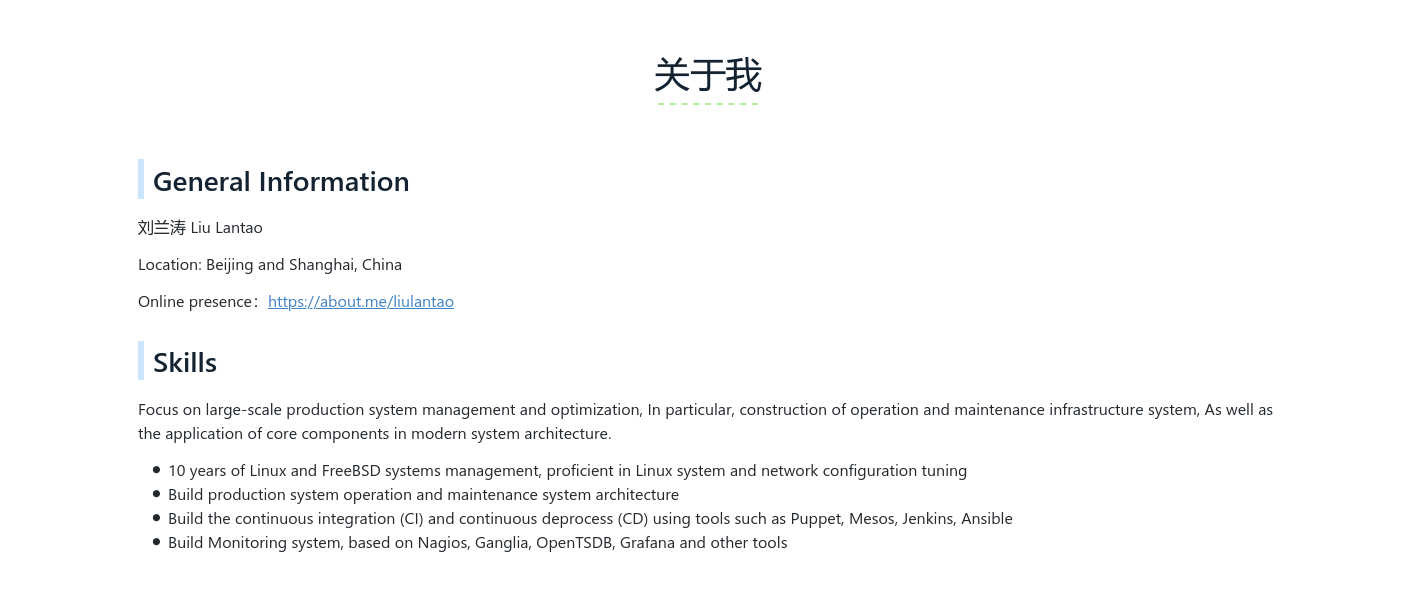 关于我
General Information
刘兰涛 Liu Lantao
Location: Beijing and Shanghai, China
Online presence：https://about.me/liulantao
Skills
Focus on large-scale production system management and optimization, In particular, construction of operation and maintenance infrastructure system, As well as
the application of core components in modern system architecture.
• 10 years of Linux and FreeBSD systems management, proficient in Linux system and network configuration tuning
• Build production system operation and maintenance system architecture
• Build the continuous integration (CI) and continuous deprocess (CD) using tools such as Puppet, Mesos, Jenkins, Ansible
• Build Monitoring system, based on Nagios, Ganglia, OpenTSDB, Grafana and other tools